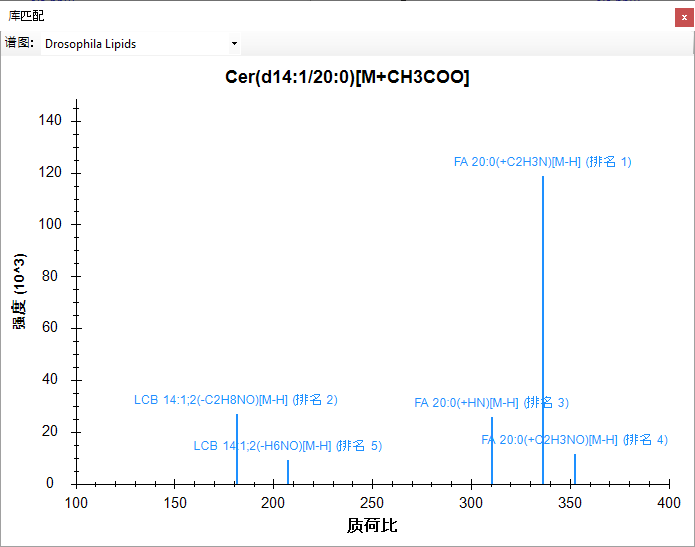 库匹配
x
谱图: Drosophila Lipids
Cer(d14:1/20:0)[M+CH3COO]
140
120
100
80
60
40
20
0
强度 (10^3)
FA 20:0(+C2H3N)[M-H] (排名 1)
LCB 14:1;2(-C2H8NO)[M-H] (排名 2)
FA 20:0(+HN)[M-H] (排名 3)
FA 20:0(+C2H3NO)[M-H] (排名 4)
LCB 14:1;2(-H6NO)[M-H] (排名 5)
100 150 200 250 300 350 400
质荷比